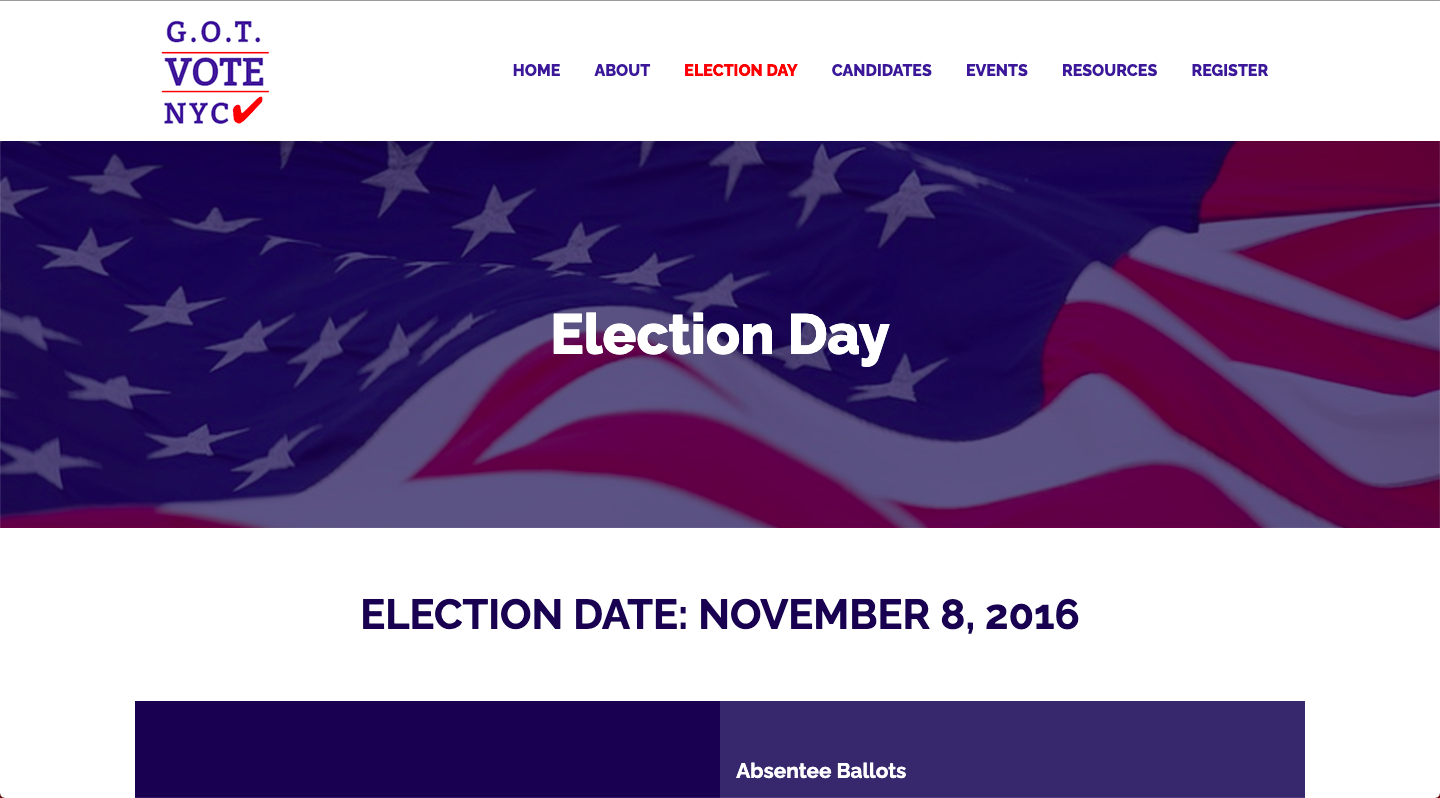 G.O.T.
VOTE
NYC
HOME ABOUT ELECTION DAY CANDIDATES EVENTS RESOURCES REGISTER
Election Day
ELECTION DATE: NOVEMBER 8, 2016
Absentee Ballots